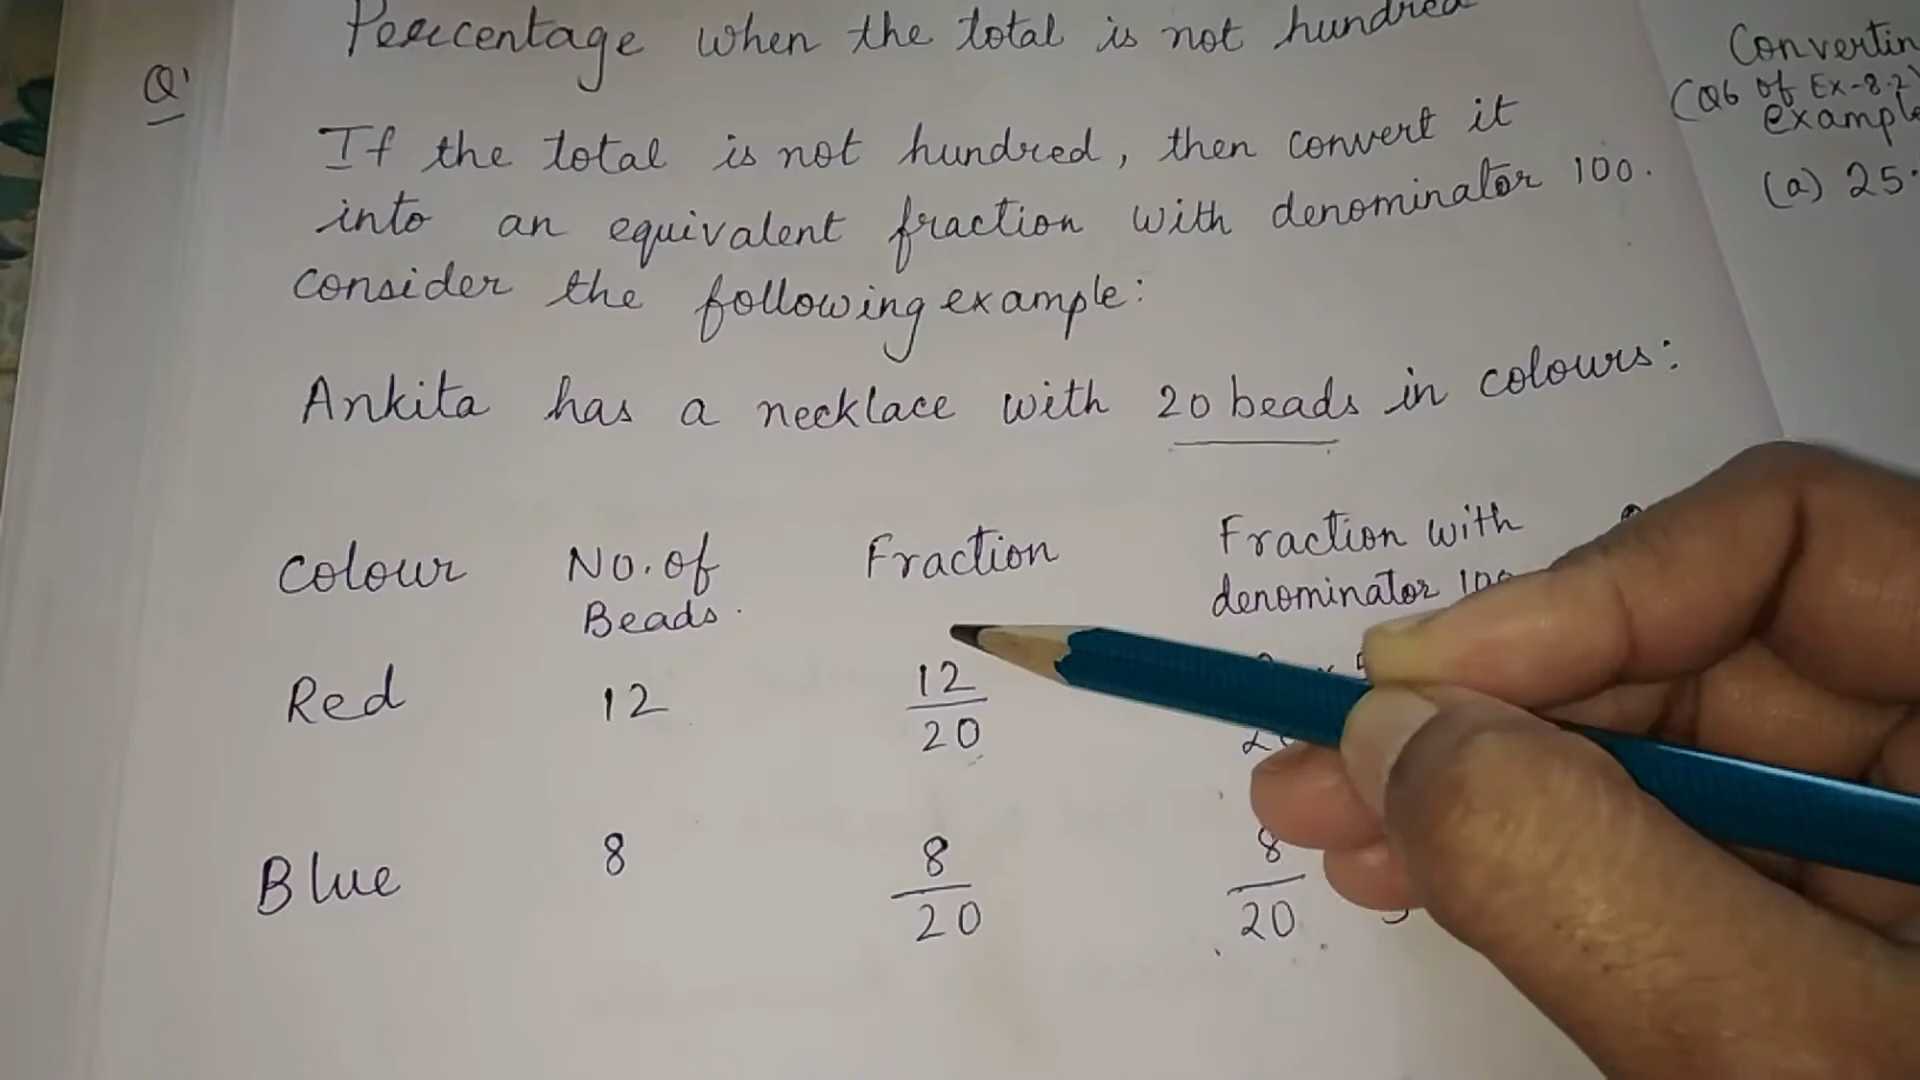 Percentage when the total is not hundred
Q'
If the total is not hundred, then convert it
into an equivalent fraction with denominator 100.
consider the following example:
Ankita has a necklace with 20 beads in colours:
Colour No. of Beads. Fraction Fraction with denominator 100
Red 12 12/20
Blue 8 8/20 8/20
(Q6 of Ex-8.2)
(a) 25